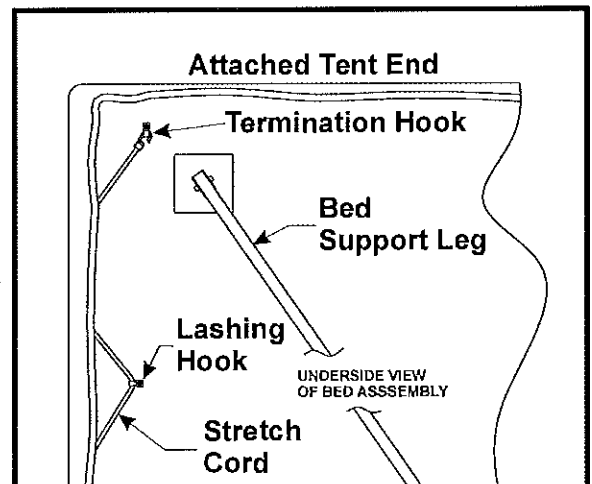 Attached Tent End
Termination Hook
Bed
Support Leg
Lashing
Hook
UNDERSIDE VIEW
OF BED ASSSEMBLY
Stretch
Cord